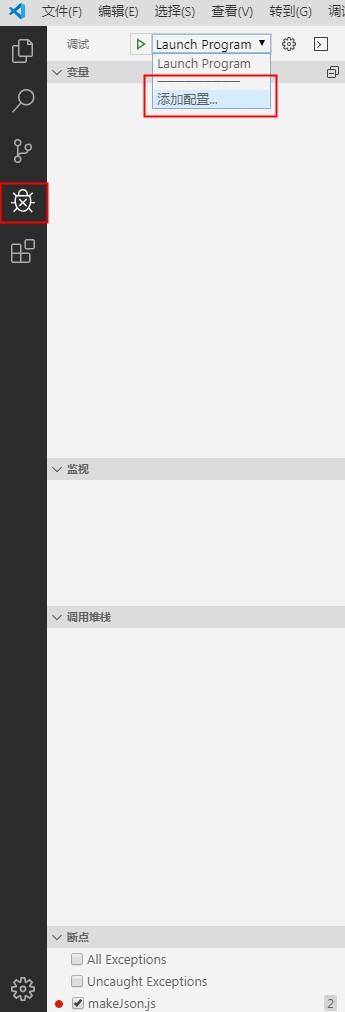 文件(F) 编辑(E) 选择(S) 查看(V) 转到(G) 调试
调试 Launch Program
变量
Launch Program
添加配置...
监视
调用堆栈
断点
All Exceptions
Uncaught Exceptions
makeJson.js 2